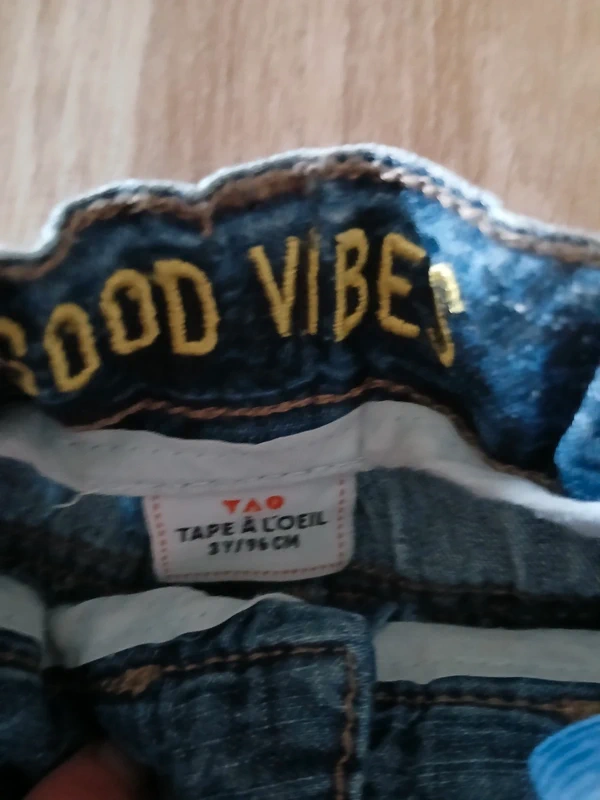 GOOD VIBES
TAO
TAPE À L'OEIL
3Y/96CM